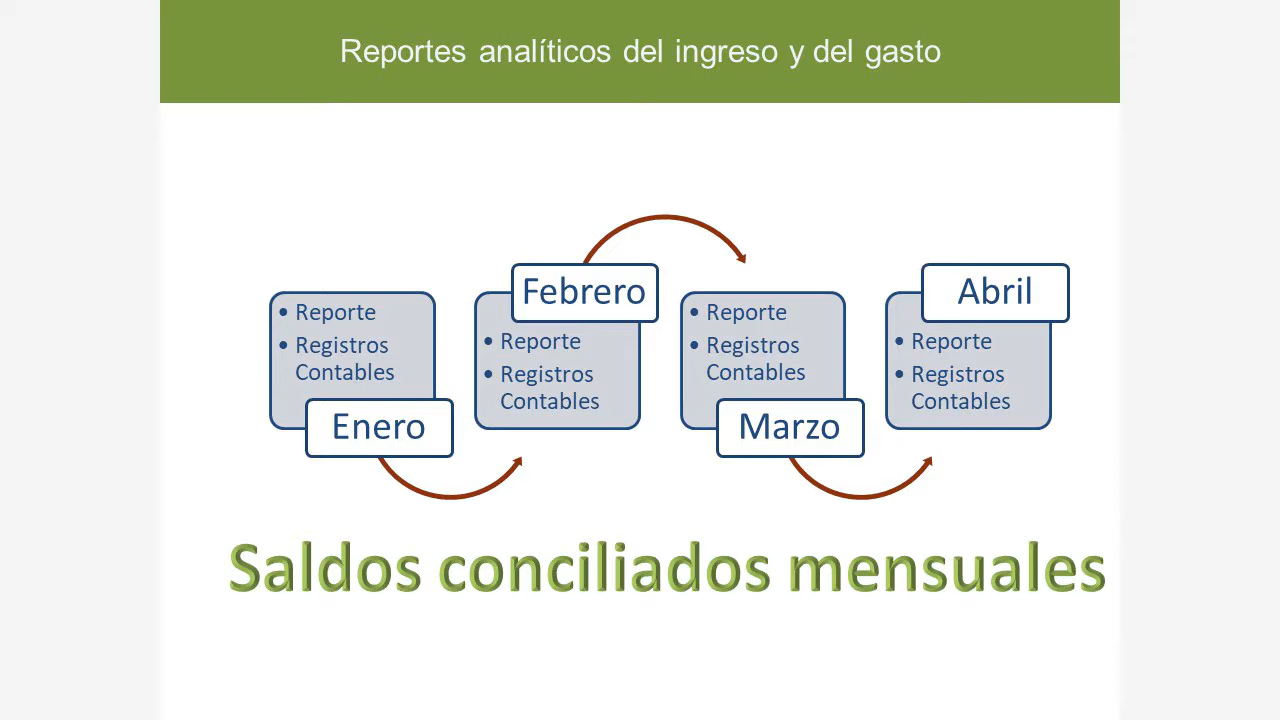 Reportes analíticos del ingreso y del gasto
• Reporte
• Registros
Contables
Enero
Febrero
• Reporte
• Registros
Contables
• Reporte
• Registros
Contables
Marzo
Abril
• Reporte
• Registros
Contables
Saldos conciliados mensuales